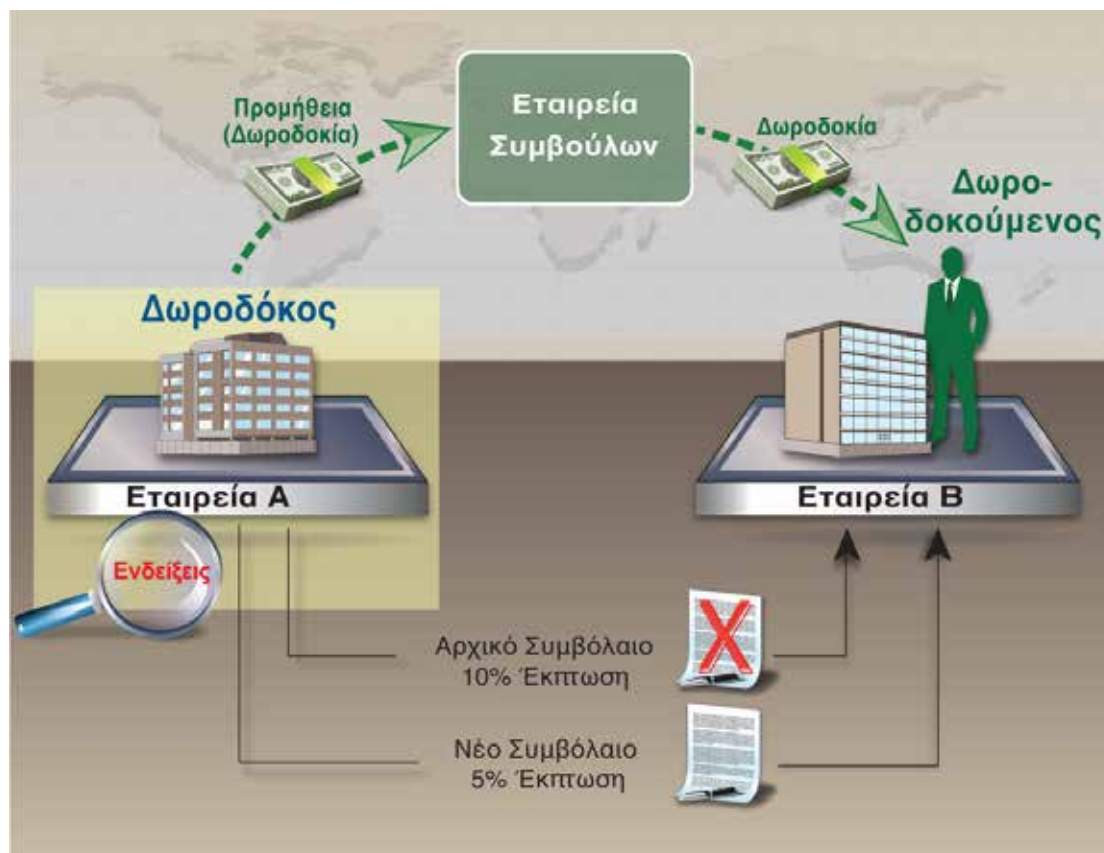 Προμήθεια
(Δωροδοκία)
Εταιρεία
Συμβούλων
Δωροδοκία
Δωρο-
δοκούμενος
Δωροδόκος
Εταιρεία Α
Εταιρεία Β
Ενδείξεις
Αρχικό Συμβόλαιο
10% Έκπτωση
Νέο Συμβόλαιο
5% Έκπτωση